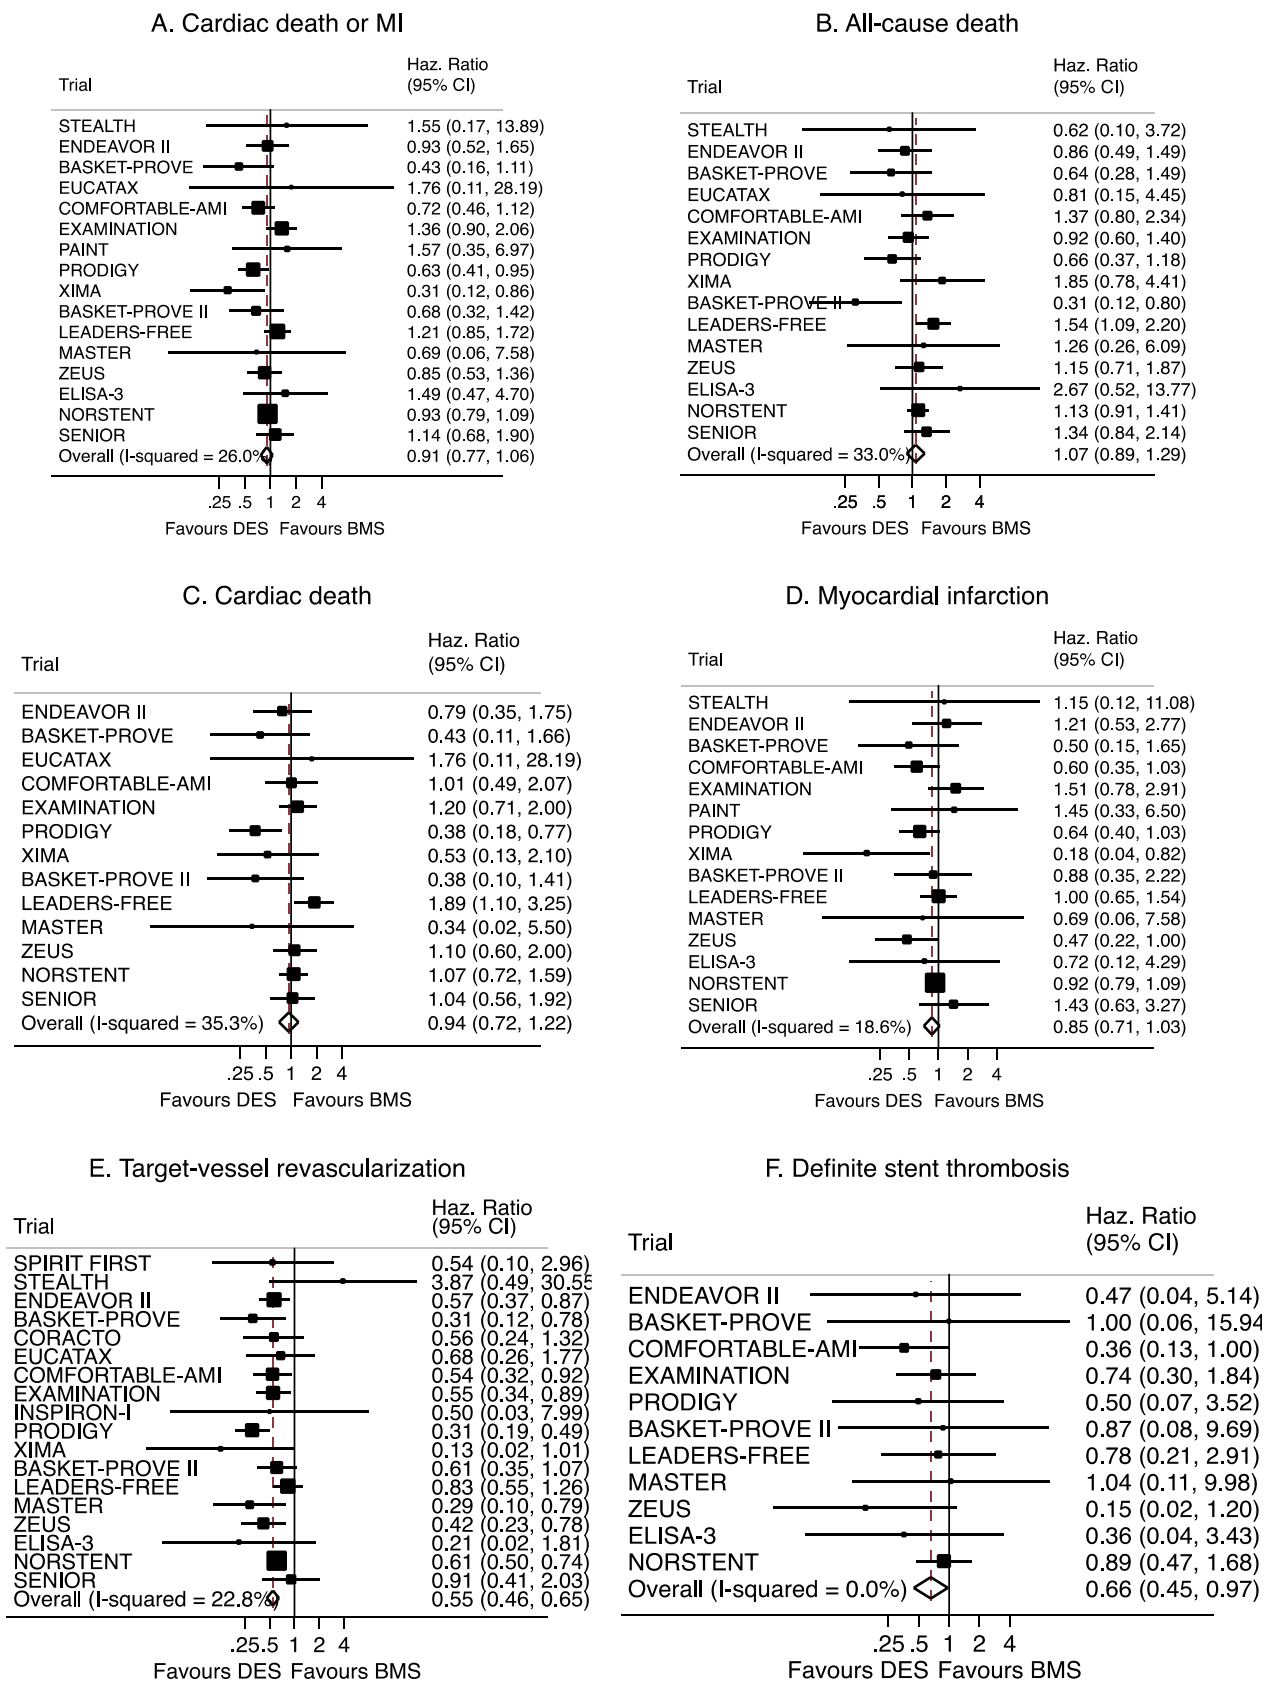 A. Cardiac death or MI
Haz. Ratio
Trial (95% CI)
STEALTH 1.55 (0.17, 13.89)
ENDEAVOR II 0.93 (0.52, 1.65)
BASKET-PROVE 0.43 (0.16, 1.11)
EUCATAX 1.76 (0.11, 28.19)
COMFORTABLE-AMI 0.72 (0.46, 1.12)
EXAMINATION 1.36 (0.90, 2.06)
PAINT 1.57 (0.35, 6.97)
PRODIGY 0.63 (0.41, 0.95)
XIMA 0.31 (0.12, 0.86)
BASKET-PROVE II 0.68 (0.32, 1.42)
LEADERS-FREE 1.21 (0.85, 1.72)
MASTER 0.69 (0.06, 7.58)
ZEUS 0.85 (0.53, 1.36)
ELISA-3 1.49 (0.47, 4.70)
NORSTENT 0.93 (0.79, 1.09)
SENIOR 1.14 (0.68, 1.90)
Overall (I-squared = 26.0%) 0.91 (0.77, 1.06)
.25 .5 1 2 4
Favours DES Favours BMS
B. All-cause death
Haz. Ratio
Trial (95% CI)
STEALTH 0.62 (0.10, 3.72)
ENDEAVOR II 0.86 (0.49, 1.49)
BASKET-PROVE 0.64 (0.28, 1.49)
EUCATAX 0.81 (0.15, 4.45)
COMFORTABLE-AMI 1.37 (0.80, 2.34)
EXAMINATION 0.92 (0.60, 1.40)
PRODIGY 0.66 (0.37, 1.18)
XIMA 1.85 (0.78, 4.41)
BASKET-PROVE II 0.31 (0.12, 0.80)
LEADERS-FREE 1.54 (1.09, 2.20)
MASTER 1.26 (0.26, 6.09)
ZEUS 1.15 (0.71, 1.87)
ELISA-3 2.67 (0.52, 13.77)
NORSTENT 1.13 (0.91, 1.41)
SENIOR 1.34 (0.84, 2.14)
Overall (I-squared = 33.0%) 1.07 (0.89, 1.29)
.25 .5 1 2 4
Favours DES Favours BMS
C. Cardiac death
Haz. Ratio
Trial (95% CI)
ENDEAVOR II 0.79 (0.35, 1.75)
BASKET-PROVE 0.43 (0.11, 1.66)
EUCATAX 1.76 (0.11, 28.19)
COMFORTABLE-AMI 1.01 (0.49, 2.07)
EXAMINATION 1.20 (0.71, 2.00)
PRODIGY 0.38 (0.18, 0.77)
XIMA 0.53 (0.13, 2.10)
BASKET-PROVE II 0.38 (0.10, 1.41)
LEADERS-FREE 1.89 (1.10, 3.25)
MASTER 0.34 (0.02, 5.50)
ZEUS 1.10 (0.60, 2.00)
NORSTENT 1.07 (0.72, 1.59)
SENIOR 1.04 (0.56, 1.92)
Overall (I-squared = 35.3%) 0.94 (0.72, 1.22)
.25 .5 1 2 4
Favours DES Favours BMS
D. Myocardial infarction
Haz. Ratio
Trial (95% CI)
STEALTH 1.15 (0.12, 11.08)
ENDEAVOR II 1.21 (0.53, 2.77)
BASKET-PROVE 0.50 (0.15, 1.65)
COMFORTABLE-AMI 0.60 (0.35, 1.03)
EXAMINATION 1.51 (0.78, 2.91)
PAINT 1.45 (0.33, 6.50)
PRODIGY 0.64 (0.40, 1.03)
XIMA 0.18 (0.04, 0.82)
BASKET-PROVE II 0.88 (0.35, 2.22)
LEADERS-FREE 1.00 (0.65, 1.54)
MASTER 0.69 (0.06, 7.58)
ZEUS 0.47 (0.22, 1.00)
ELISA-3 0.72 (0.12, 4.29)
NORSTENT 0.92 (0.79, 1.09)
SENIOR 1.43 (0.63, 3.27)
Overall (I-squared = 18.6%) 0.85 (0.71, 1.03)
.25 .5 1 2 4
Favours DES Favours BMS
E. Target-vessel revascularization
Haz. Ratio
Trial (95% CI)
SPIRIT FIRST 0.54 (0.10, 2.96)
STEALTH 3.87 (0.49, 30.55
ENDEAVOR II 0.57 (0.37, 0.87)
BASKET-PROVE 0.31 (0.12, 0.78)
CORACTO 0.56 (0.24, 1.32)
EUCATAX 0.68 (0.26, 1.77)
COMFORTABLE-AMI 0.54 (0.32, 0.92)
EXAMINATION 0.55 (0.34, 0.89)
INSPIRON-I 0.50 (0.03, 7.99)
PRODIGY 0.31 (0.19, 0.49)
XIMA 0.13 (0.02, 1.01)
BASKET-PROVE II 0.61 (0.35, 1.07)
LEADERS-FREE 0.83 (0.55, 1.26)
MASTER 0.29 (0.10, 0.79)
ZEUS 0.42 (0.23, 0.78)
ELISA-3 0.21 (0.02, 1.81)
NORSTENT 0.61 (0.50, 0.74)
SENIOR 0.91 (0.41, 2.03)
Overall (I-squared = 22.8%) 0.55 (0.46, 0.65)
.25 .5 1 2 4
Favours DES Favours BMS
F. Definite stent thrombosis
Haz. Ratio
Trial (95% CI)
ENDEAVOR II 0.47 (0.04, 5.14)
BASKET-PROVE 1.00 (0.06, 15.94
COMFORTABLE-AMI 0.36 (0.13, 1.00)
EXAMINATION 0.74 (0.30, 1.84)
PRODIGY 0.50 (0.07, 3.52)
BASKET-PROVE II 0.87 (0.08, 9.69)
LEADERS-FREE 0.78 (0.21, 2.91)
MASTER 1.04 (0.11, 9.98)
ZEUS 0.15 (0.02, 1.20)
ELISA-3 0.36 (0.04, 3.43)
NORSTENT 0.89 (0.47, 1.68)
Overall (I-squared = 0.0%) 0.66 (0.45, 0.97)
.25 .5 1 2 4
Favours DES Favours BMS